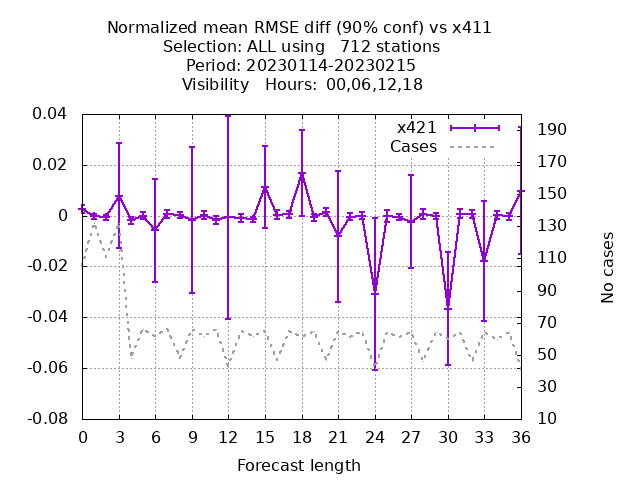 Normalized mean RMSE diff (90% conf) vs x411
Selection: ALL using   712 stations
Period: 20230114-20230215
Visibility   Hours:  00,06,12,18
x421
Cases
0.04
0.02
0
-0.02
-0.04
-0.06
-0.08
190
170
150
130
110
90
70
50
30
10
No cases
0 3 6 9 12 15 18 21 24 27 30 33 36
Forecast length